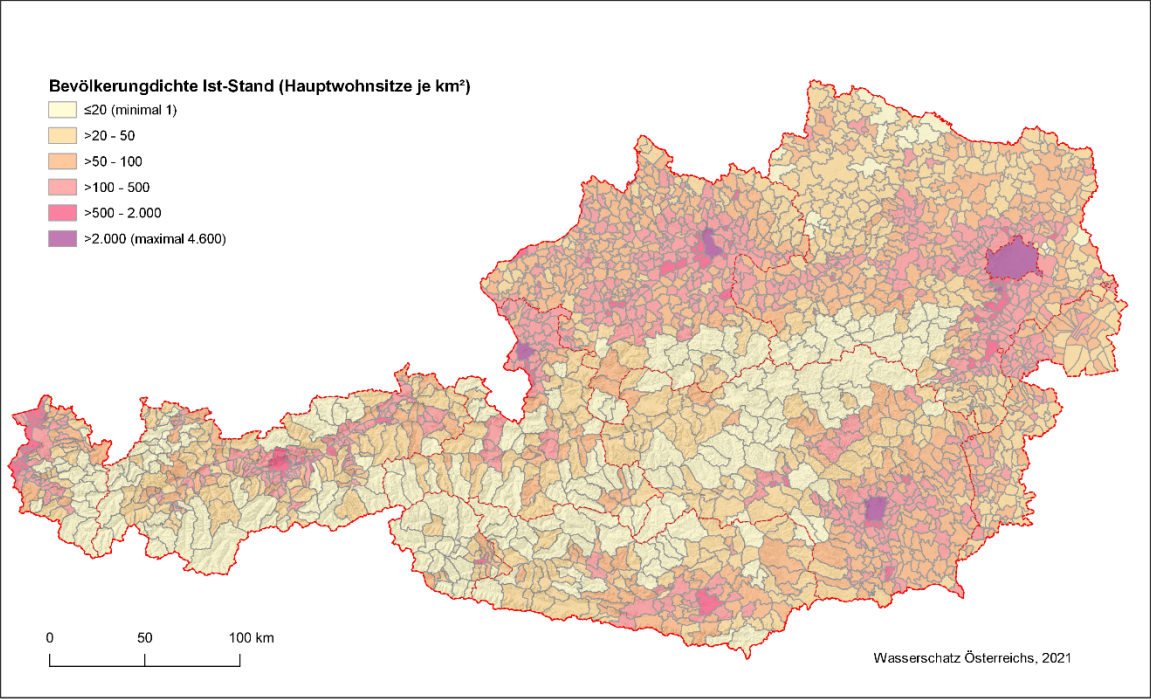 Bevölkerungdichte Ist-Stand (Hauptwohnsitze je km²)
≤20 (minimal 1)
>20 - 50
>50 - 100
>100 - 500
>500 - 2.000
>2.000 (maximal 4.600)
0 50 100 km
Wasserschatz Österreichs, 2021